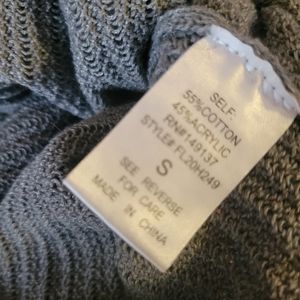 SELF:
55%COTTON
45%ACRYLIC
RN#149137
STYLE# FL20H249
S
SEE REVERSE
FOR CARE
MADE IN CHINA